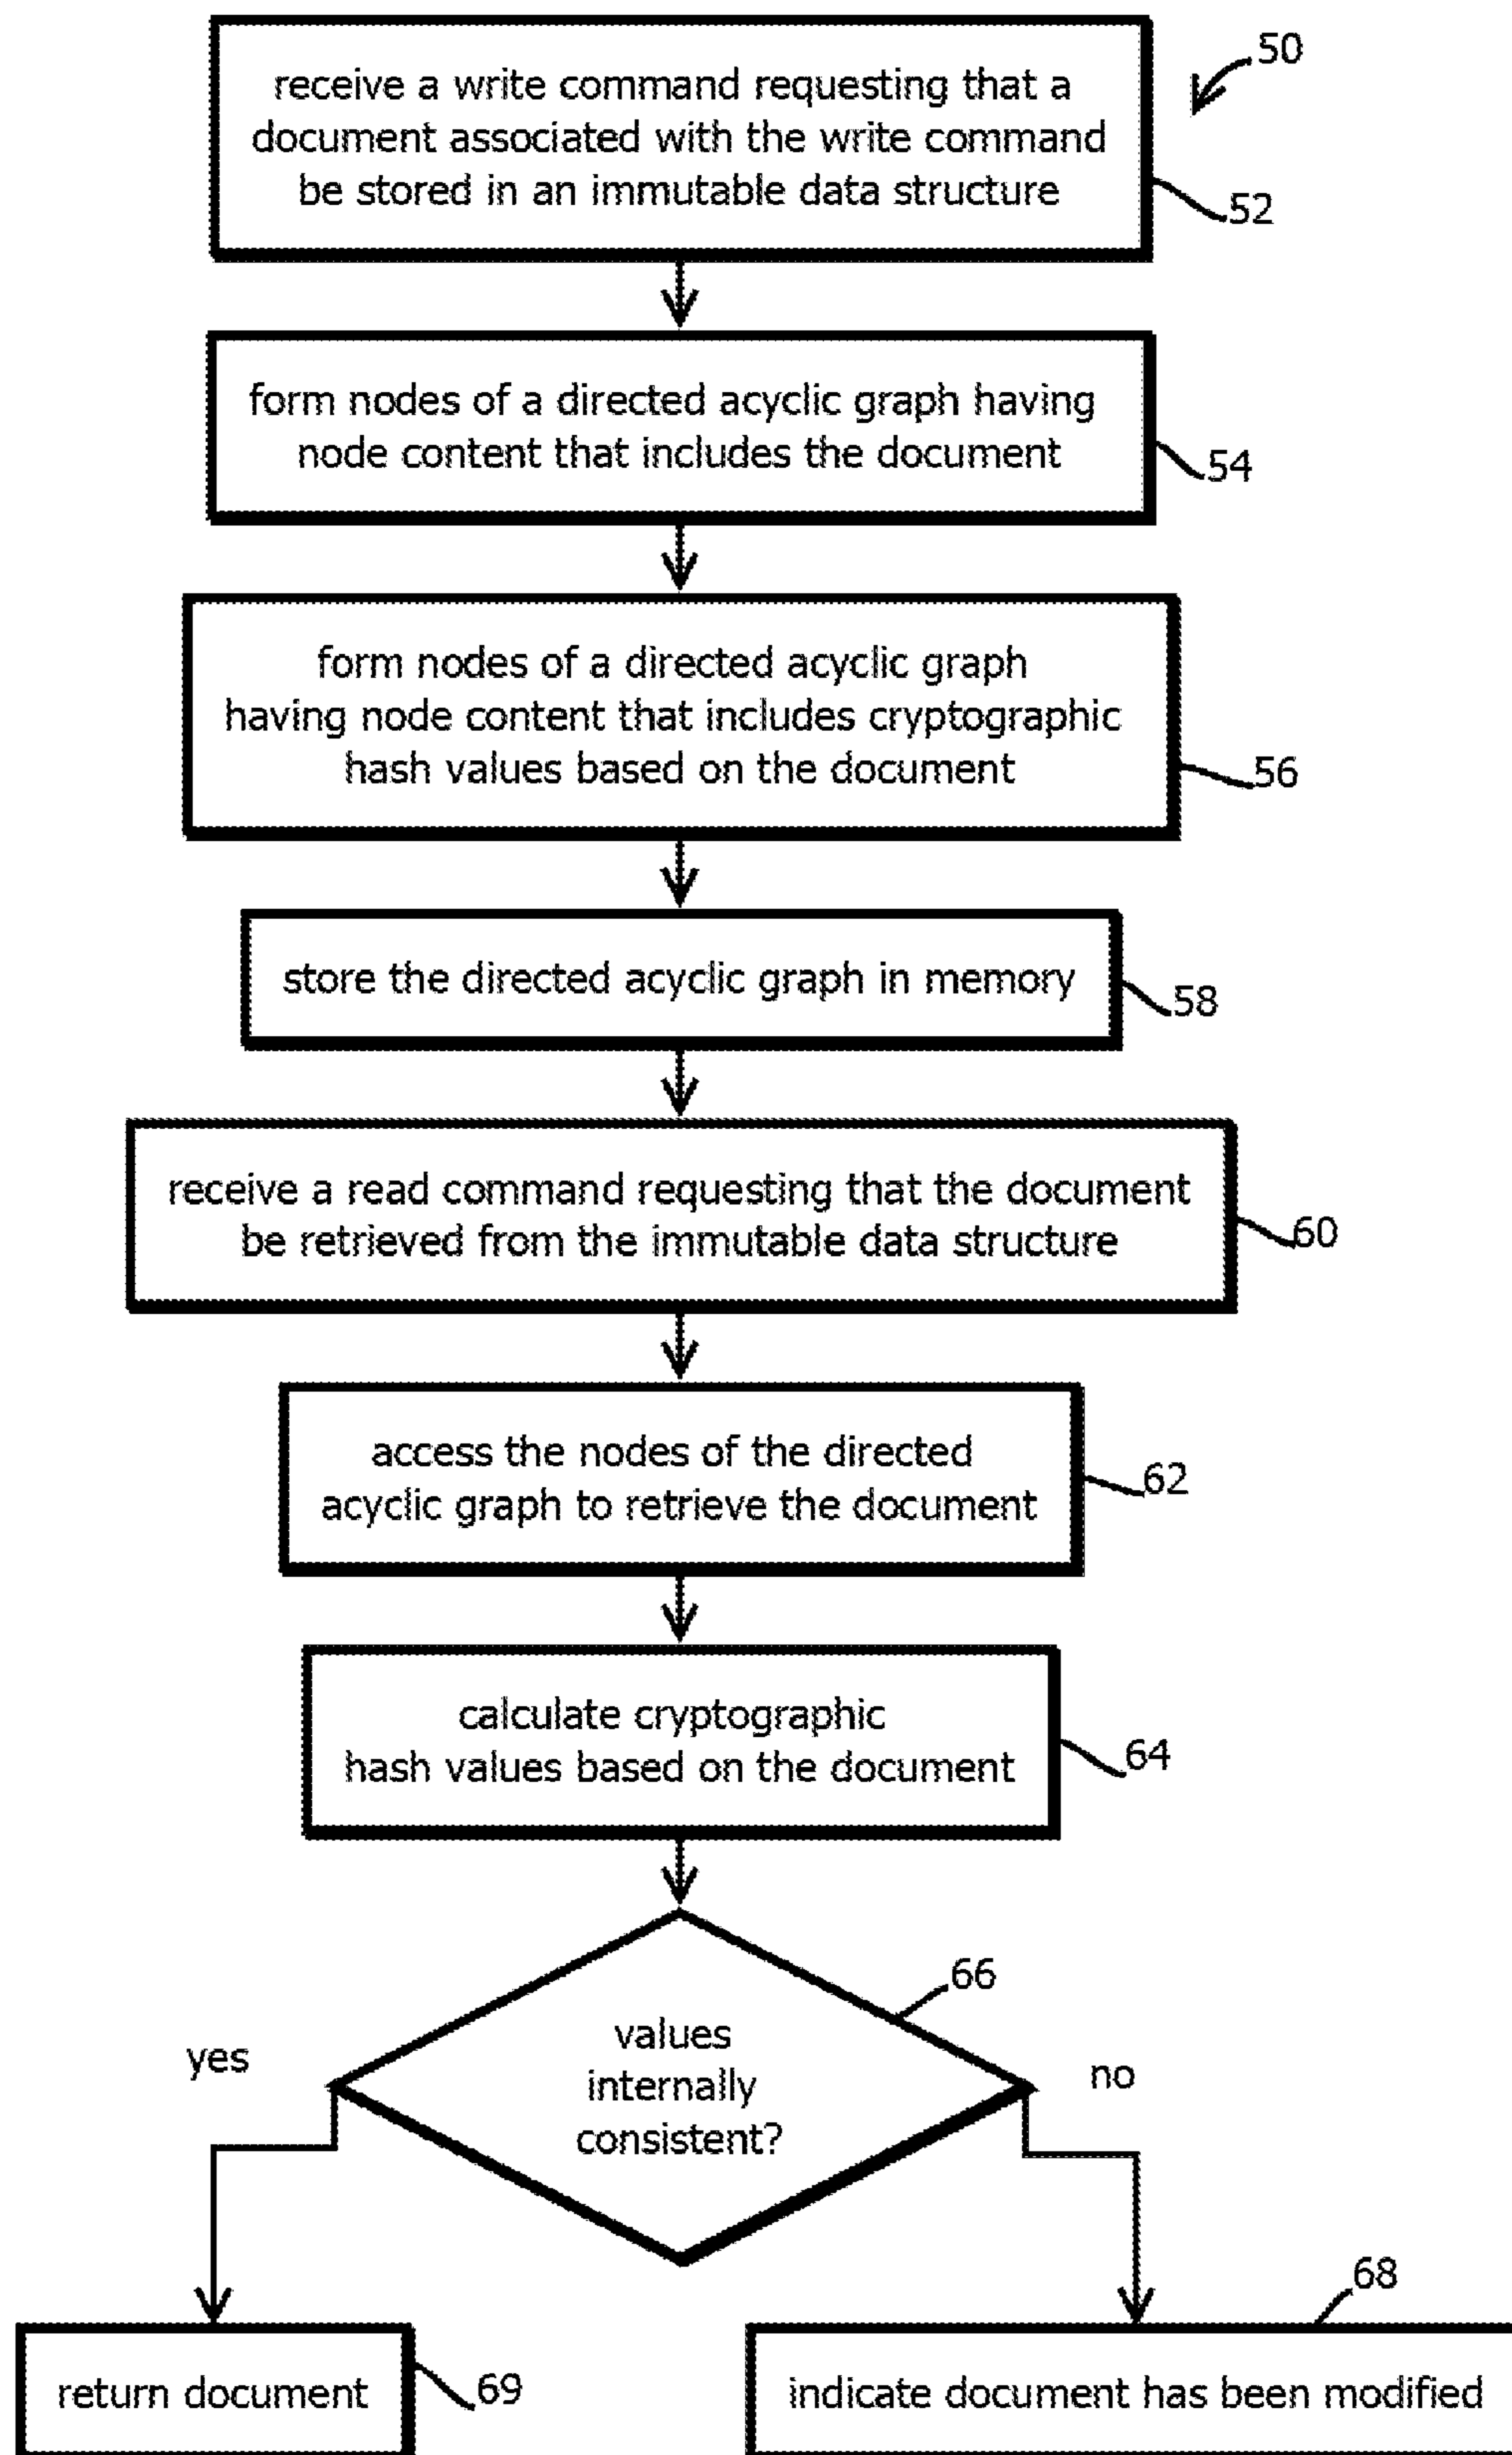 50
receive a write command requesting that a
document associated with the write command
be stored in an immutable data structure
52
form nodes of a directed acyclic graph having
node content that includes the document
54
form nodes of a directed acyclic graph
having node content that includes cryptographic
hash values based on the document
56
store the directed acyclic graph in memory
58
receive a read command requesting that the document
be retrieved from the immutable data structure
60
access the nodes of the directed
acyclic graph to retrieve the document
62
calculate cryptographic
hash values based on the document
64
66
values
internally
consistent?
yes
no
68
return document
69
indicate document has been modified